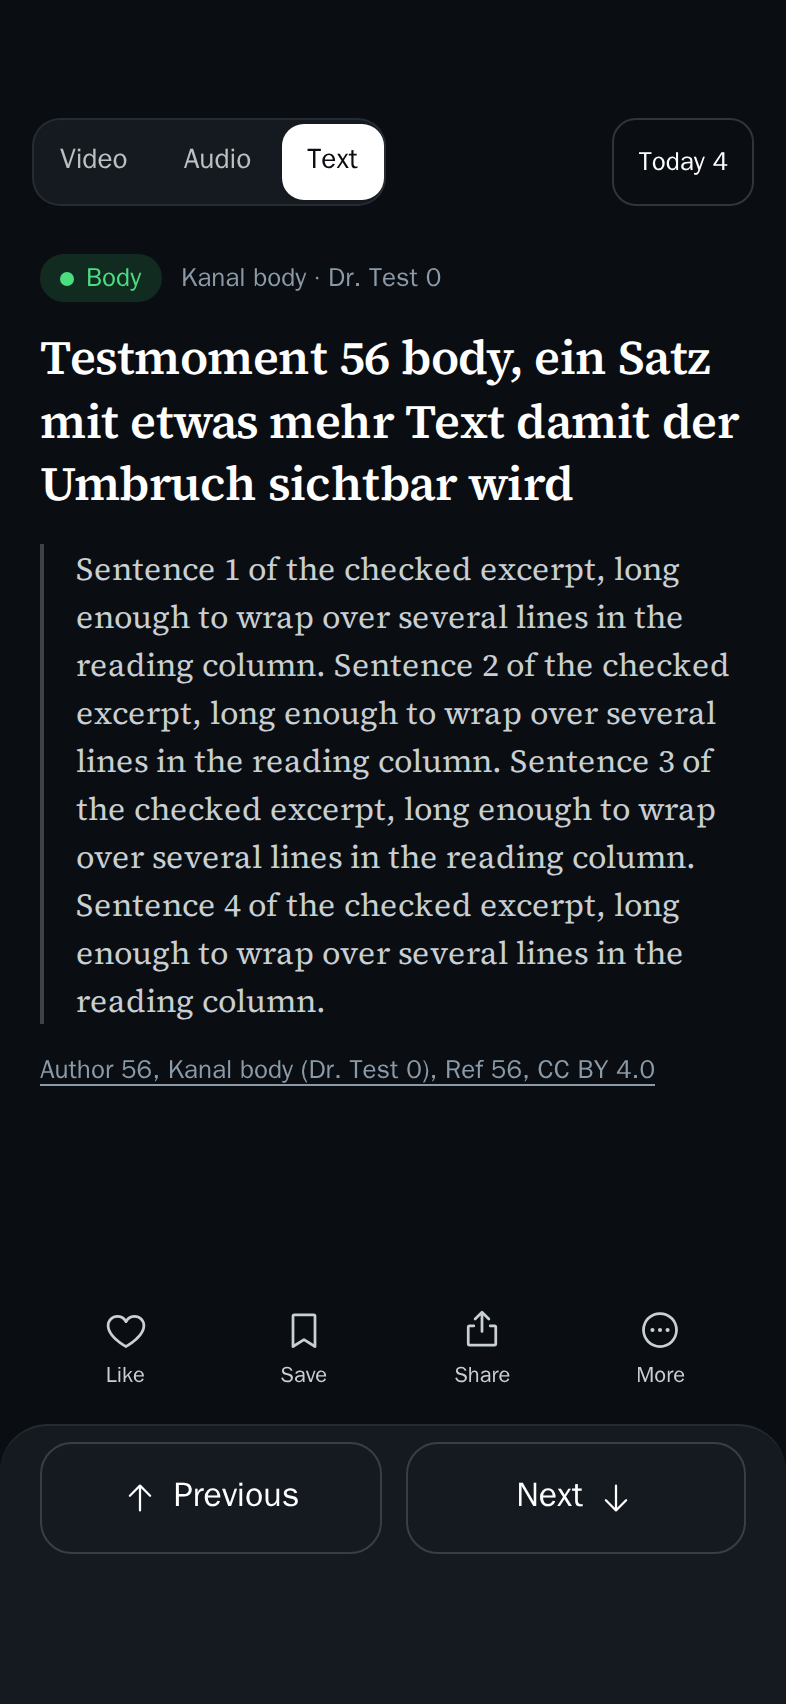 Video Audio Text Today 4
Body Kanal body · Dr. Test 0
Testmoment 56 body, ein Satz
mit etwas mehr Text damit der
Umbruch sichtbar wird
Sentence 1 of the checked excerpt, long
enough to wrap over several lines in the
reading column. Sentence 2 of the checked
excerpt, long enough to wrap over several
lines in the reading column. Sentence 3 of
the checked excerpt, long enough to wrap
over several lines in the reading column.
Sentence 4 of the checked excerpt, long
enough to wrap over several lines in the
reading column.
Author 56, Kanal body (Dr. Test 0), Ref 56, CC BY 4.0
Like Save Share More
Previous Next